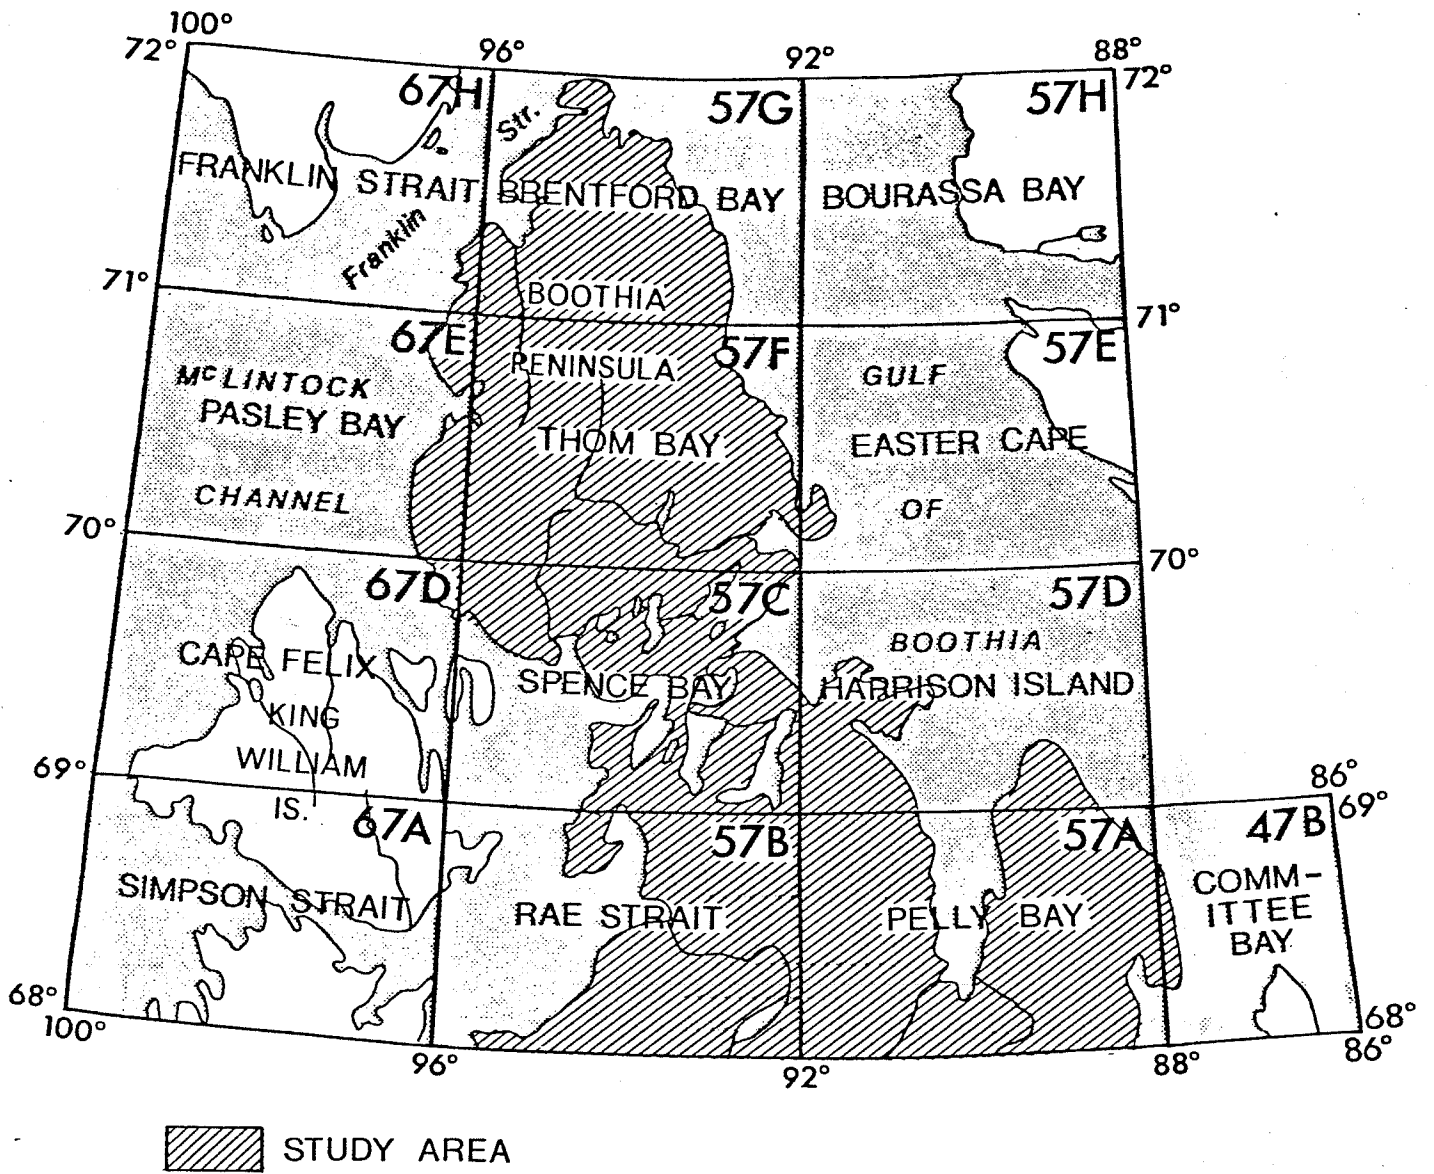 100°
72° 96° 92° 88° 72°
67H 57G 57H
Str.
FRANKLIN STRAIT BRENTFORD BAY BOURASSA BAY
Franklin
71° BOOTHIA 71°
67E 57F 57E
PENINSULA
McLINTOCK GULF
PASLEY BAY THOM BAY EASTER CAPE
CHANNEL OF
70° 70°
67D 57C 57D
BOOTHIA
CAPE FELIX SPENCE BAY HARRISON ISLAND
KING
WILLIAM
69° 86°
IS. 69°
67A 57B 57A 47B
SIMPSON STRAIT RAE STRAIT PELLY BAY COMM-
ITTEE
BAY
68° 68°
100° 96° 92° 88° 86°
STUDY AREA